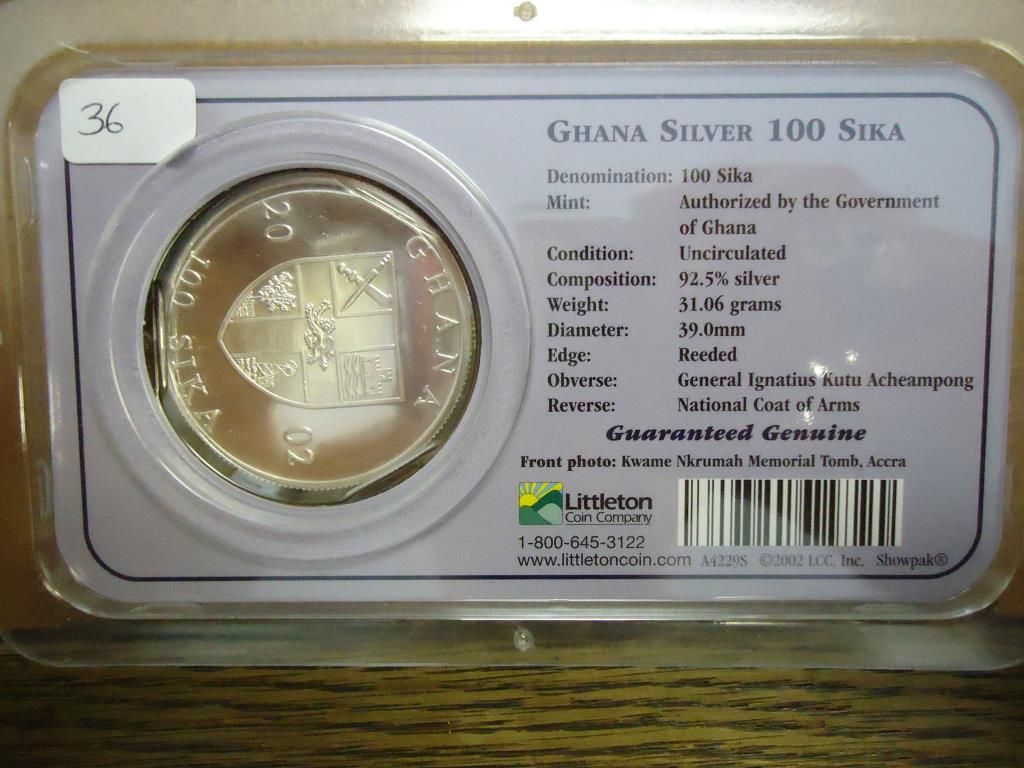 36
GHANA
20 02
100 SIKA
GHANA SILVER 100 SIKA
Denomination: 100 Sika
Mint: Authorized by the Government
of Ghana
Condition: Uncirculated
Composition: 92.5% silver
Weight: 31.06 grams
Diameter: 39.0mm
Edge: Reeded
Obverse: General Ignatius Kutu Acheampong
Reverse: National Coat of Arms
Guaranteed Genuine
Front photo: Kwame Nkrumah Memorial Tomb, Accra
Littleton
Coin Company
1-800-645-3122
www.littletoncoin.com A4229S ©2002 LCC, Inc. Showpak®